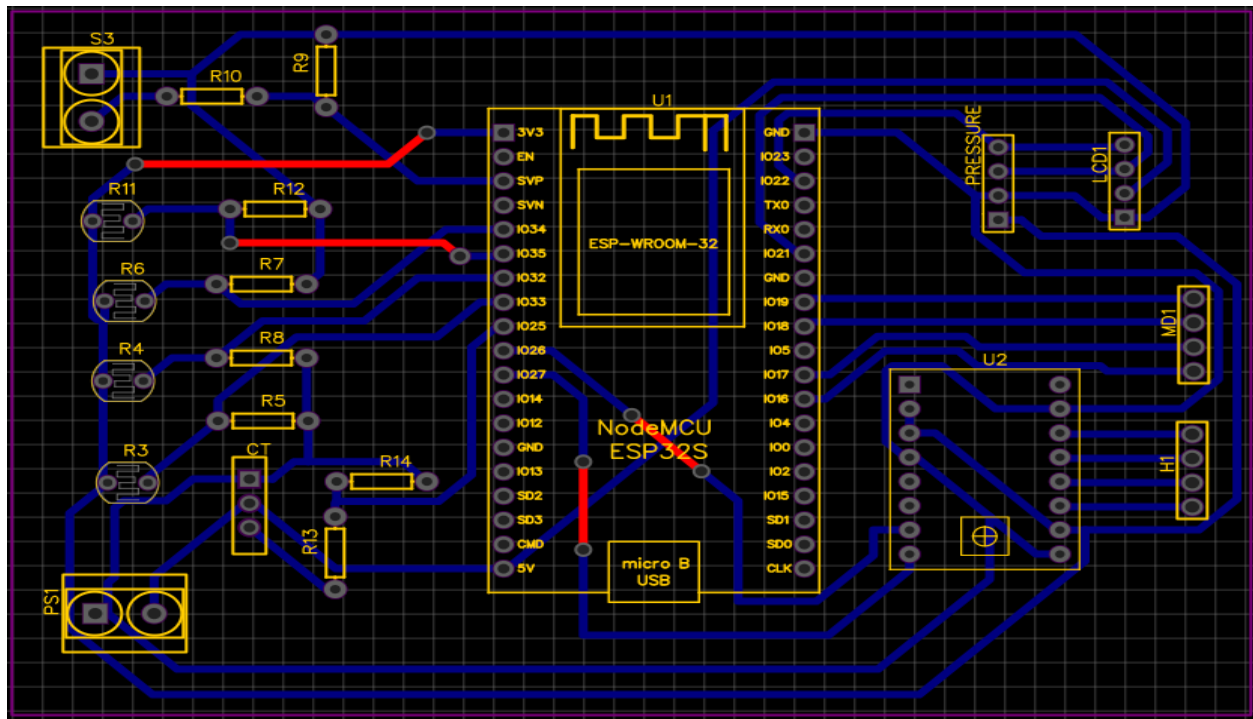 S3
R10
R9
R11
R12
R6
R7
R4
R8
R5
R3
CT
R14
R13
PS1
U1
3V3
EN
SVP
SVN
IO34
IO35
IO32
IO33
IO25
IO26
IO27
IO14
IO12
GND
IO13
SD2
SD3
CMD
5V
ESP-WROOM-32
NodeMCU
ESP32S
micro B
USB
GND
IO23
IO22
TX0
RX0
IO21
GND
IO19
IO18
IO5
IO17
IO16
IO4
IO0
IO2
IO15
SD1
SD0
CLK
PRESSURE
LCD1
MD1
U2
H1